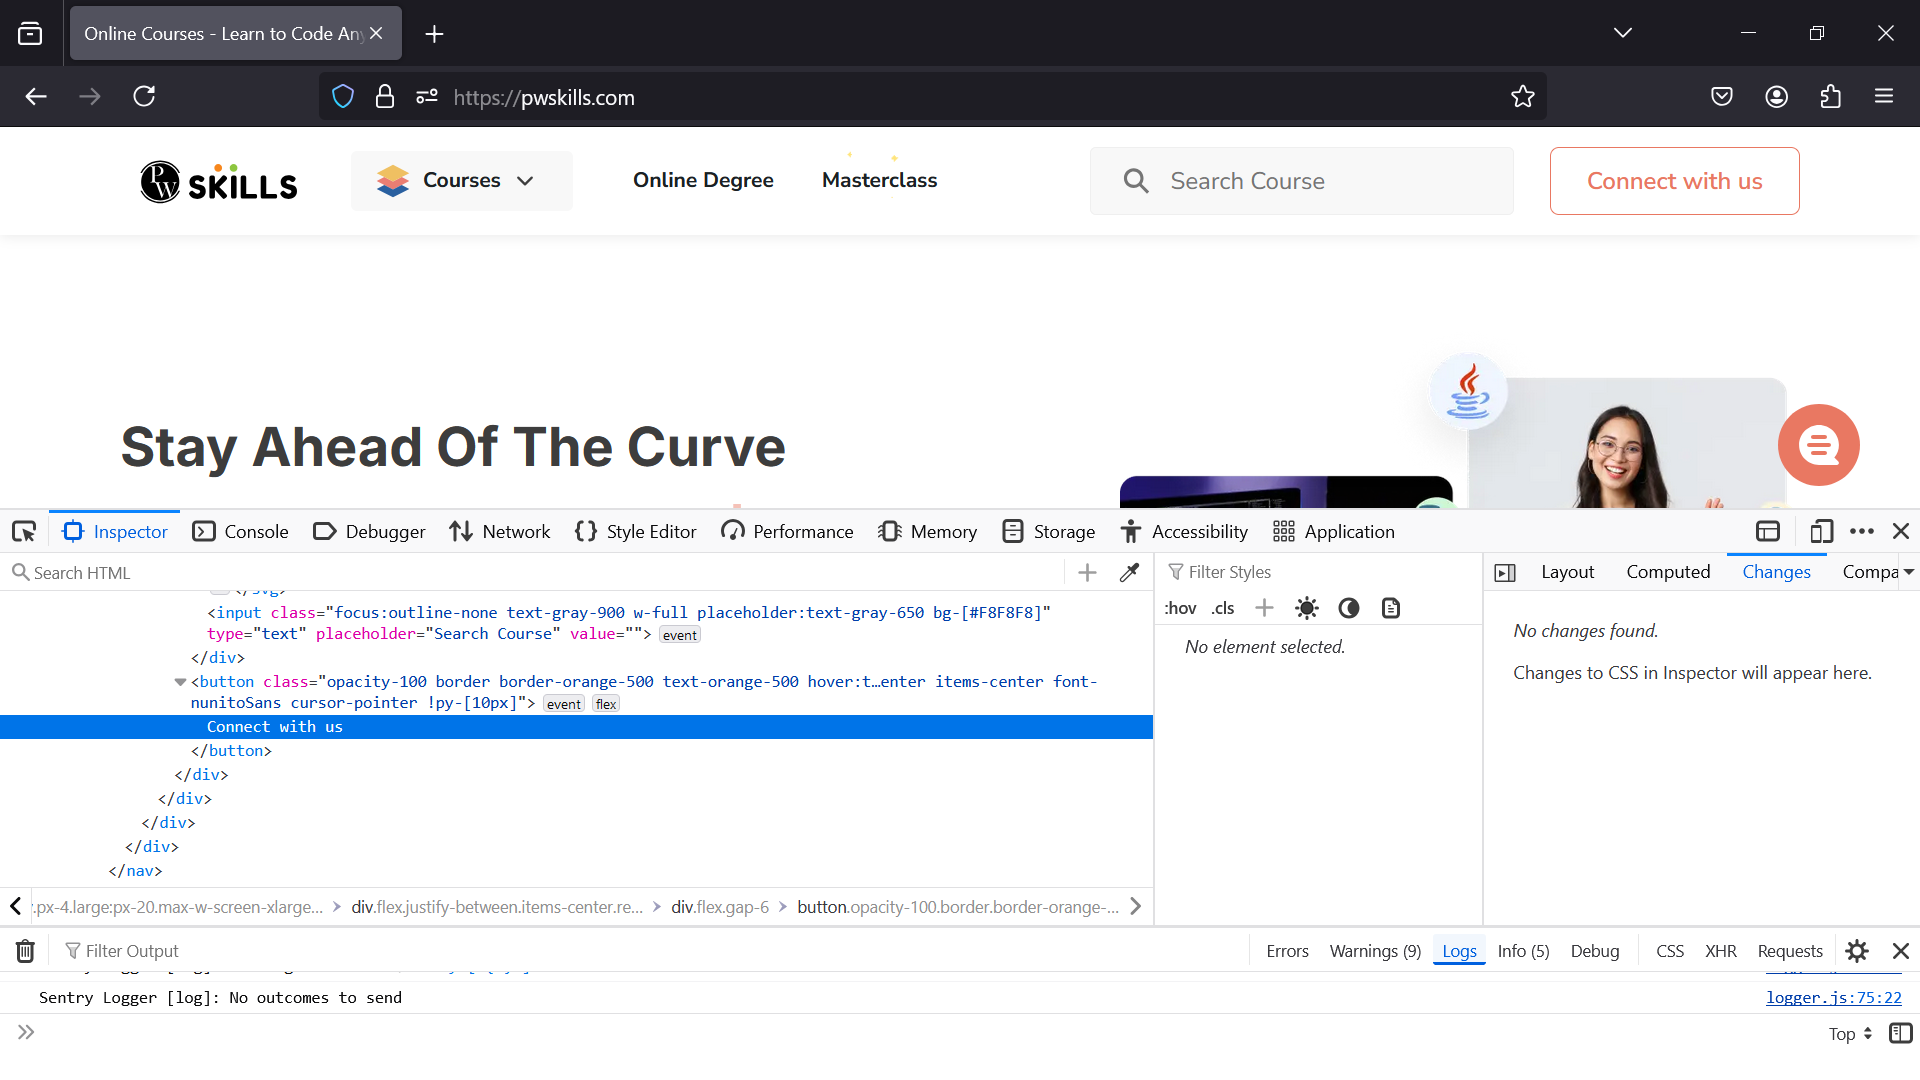 Online Courses - Learn to Code Any
https://pwskills.com
PW SKILLS
Courses
Online Degree
Masterclass
Search Course
Connect with us
Stay Ahead Of The Curve
Inspector
Console
Debugger
Network
Style Editor
Performance
Memory
Storage
Accessibility
Application
Search HTML
Filter Styles
Layout
Computed
Changes
Compa
:hov .cls
No element selected.
No changes found.
Changes to CSS in Inspector will appear here.
<input class="focus:outline-none text-gray-900 w-full placeholder:text-gray-650 bg-[#F8F8F8]"
type="text" placeholder="Search Course" value=""> event
</div>
<button class="opacity-100 border border-orange-500 text-orange-500 hover:t…enter items-center font-
nunitoSans cursor-pointer !py-[10px]"> event flex
Connect with us
</button>
</div>
</div>
</div>
</div>
</nav>
.px-4.large:px-20.max-w-screen-xlarge... div.flex.justify-between.items-center.re... div.flex.gap-6 button.opacity-100.border.border-orange-...
Filter Output
Errors
Warnings (9)
Logs
Info (5)
Debug
CSS
XHR
Requests
Sentry Logger [log]: No outcomes to send
logger.js:75:22
Top